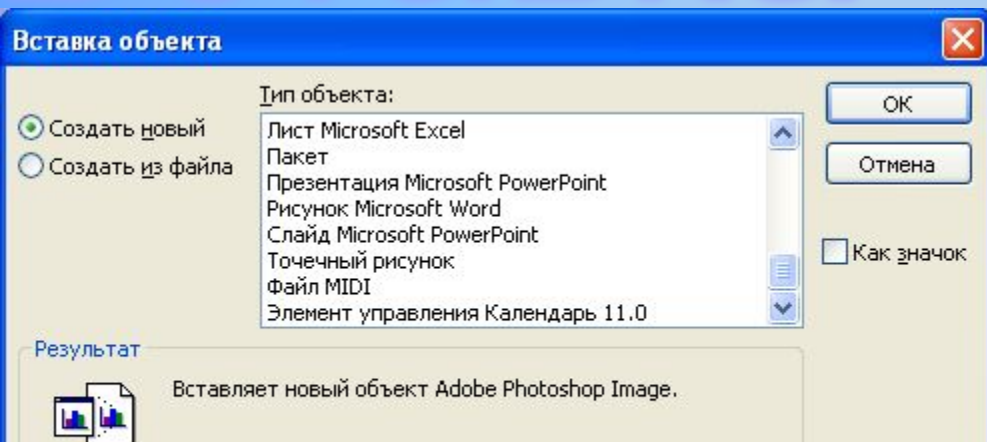 Вставка объекта
Тип объекта:
Создать новый
Создать из файла
Лист Microsoft Excel
Пакет
Презентация Microsoft PowerPoint
Рисунок Microsoft Word
Слайд Microsoft PowerPoint
Точечный рисунок
Файл MIDI
Элемент управления Календарь 11.0
ОК
Отмена
Как значок
Результат
Вставляет новый объект Adobe Photoshop Image.